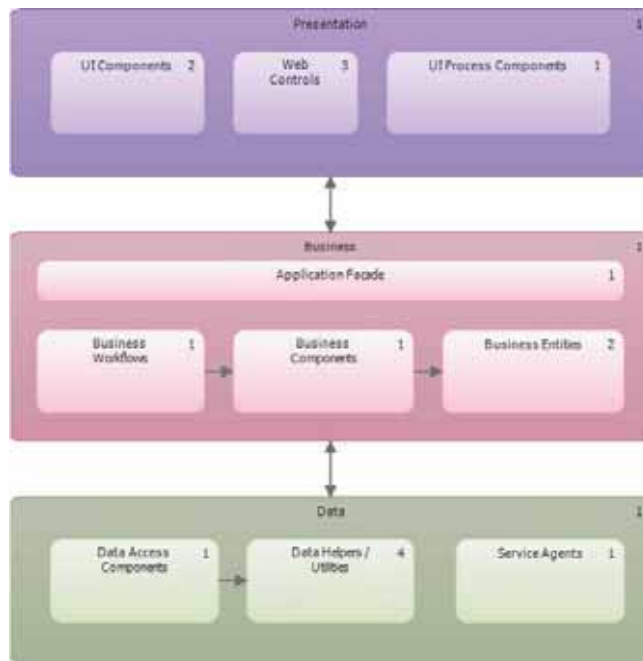 Presentation 1
UI Components 2
Web Controls 3
UI Process Components 1
Business 1
Application Facade 1
Business Workflows 1
Business Components 1
Business Entities 2
Data 1
Data Access Components 1
Data Helpers / Utilities 4
Service Agents 1